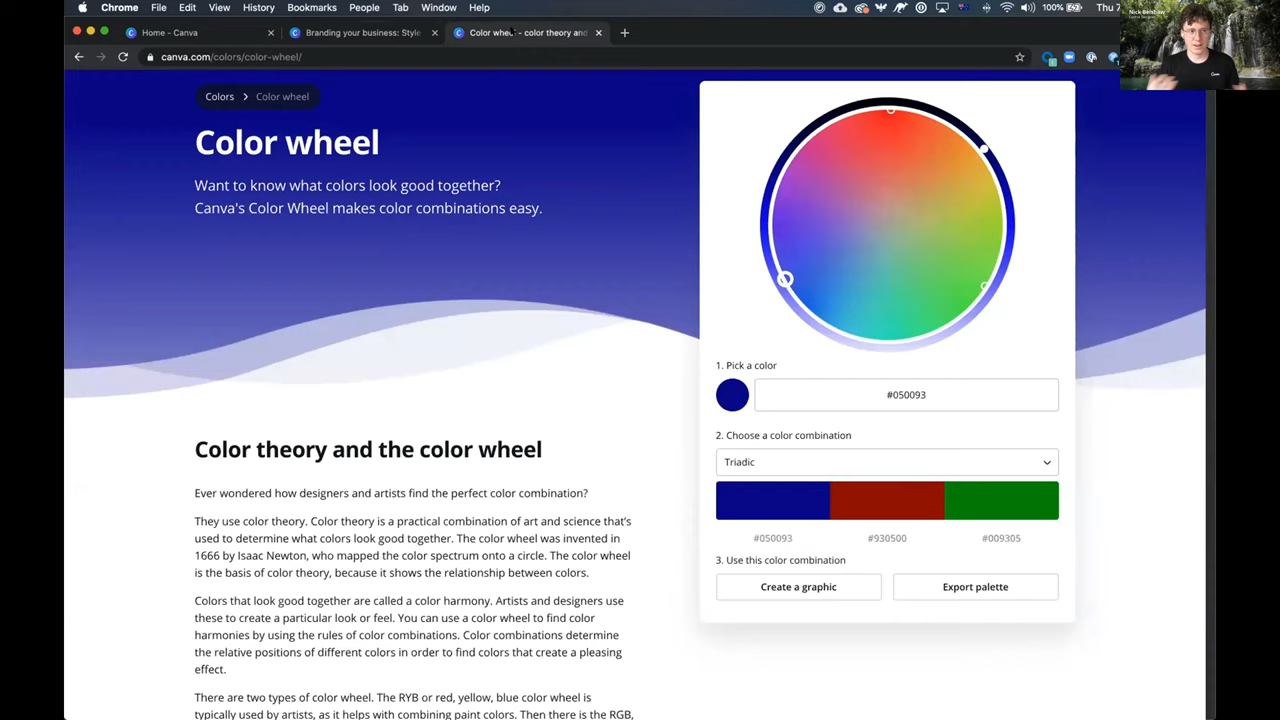 Chrome File Edit View History Bookmarks People Tab Window Help
100% Thu 7
Home - Canva
Branding your business: Style
Color wheel - color theory and
canva.com/colors/color-wheel/
Colors > Color wheel
Color wheel
Want to know what colors look good together?
Canva's Color Wheel makes color combinations easy.
Color theory and the color wheel
Ever wondered how designers and artists find the perfect color combination?
They use color theory. Color theory is a practical combination of art and science that's
used to determine what colors look good together. The color wheel was invented in
1666 by Isaac Newton, who mapped the color spectrum onto a circle. The color wheel
is the basis of color theory, because it shows the relationship between colors.
Colors that look good together are called a color harmony. Artists and designers use
these to create a particular look or feel. You can use a color wheel to find color
harmonies by using the rules of color combinations. Color combinations determine
the relative positions of different colors in order to find colors that create a pleasing
effect.
There are two types of color wheel. The RYB or red, yellow, blue color wheel is
typically used by artists, as it helps with combining paint colors. Then there is the RGB,
1. Pick a color
#050093
2. Choose a color combination
Triadic
#050093 #930500 #009305
3. Use this color combination
Create a graphic
Export palette